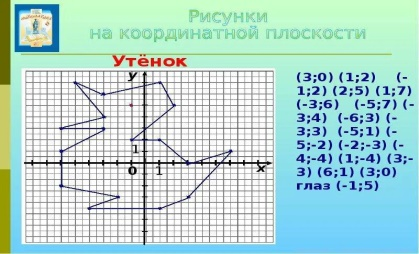 Рисунки
на координатной плоскости
Утёнок
у
1
0
1
х
(3;0) (1;2) (-
1;2) (2;5) (1;7)
(-3;6) (-5;7) (-
3;4) (-6;3) (-
3;3) (-5;1) (-
5;-2) (-2;-3) (-
4;-4) (1;-4) (3;-
3) (6;1) (3;0)
глаз (-1;5)